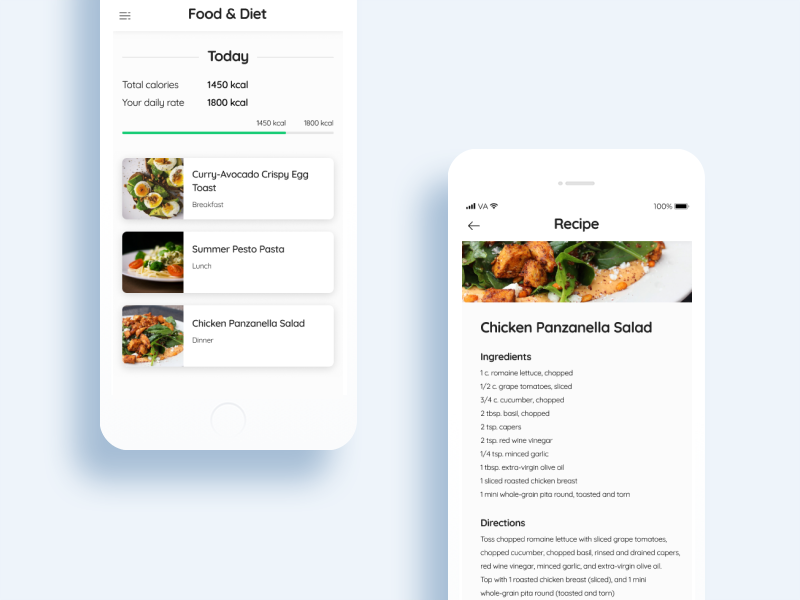 Food & Diet
Today
Total calories 1450 kcal
Your daily rate 1800 kcal
1450 kcal 1800 kcal
Curry-Avocado Crispy Egg
Toast
Breakfast
Summer Pesto Pasta
Lunch
Chicken Panzanella Salad
Dinner
VA 100%
Recipe
Chicken Panzanella Salad
Ingredients
1 c. romaine lettuce, chopped
1/2 c. grape tomatoes, sliced
3/4 c. cucumber, chopped
2 tbsp. basil, chopped
2 tsp. capers
2 tsp. red wine vinegar
1/4 tsp. minced garlic
1 tbsp. extra-virgin olive oil
1 sliced roasted chicken breast
1 mini whole-grain pita round, toasted and torn
Directions
Toss chopped romaine lettuce with sliced grape tomatoes,
chopped cucumber, chopped basil, rinsed and drained capers,
red wine vinegar, minced garlic, and extra-virgin olive oil.
Top with 1 roasted chicken breast (sliced), and 1 mini
whole-grain pita round (toasted and torn)